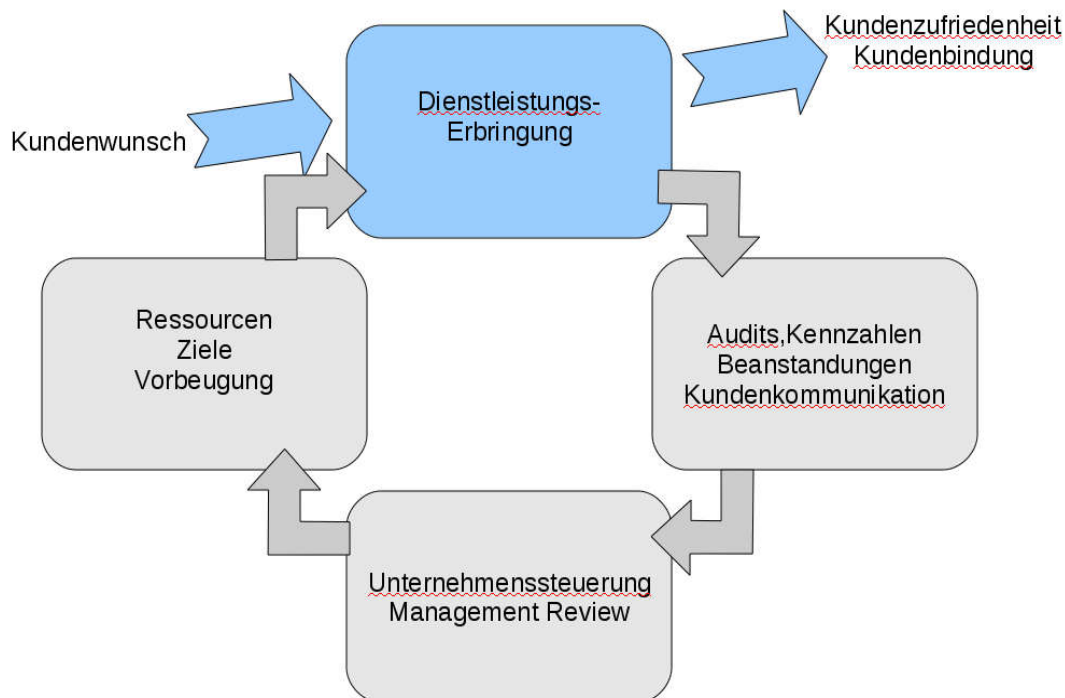 Kundenzufriedenheit
Kundenbindung
Dienstleistungs-
Erbringung
Kundenwunsch
Ressourcen
Ziele
Vorbeugung
Audits,Kennzahlen
Beanstandungen
Kundenkommunikation
Unternehmenssteuerung
Management Review